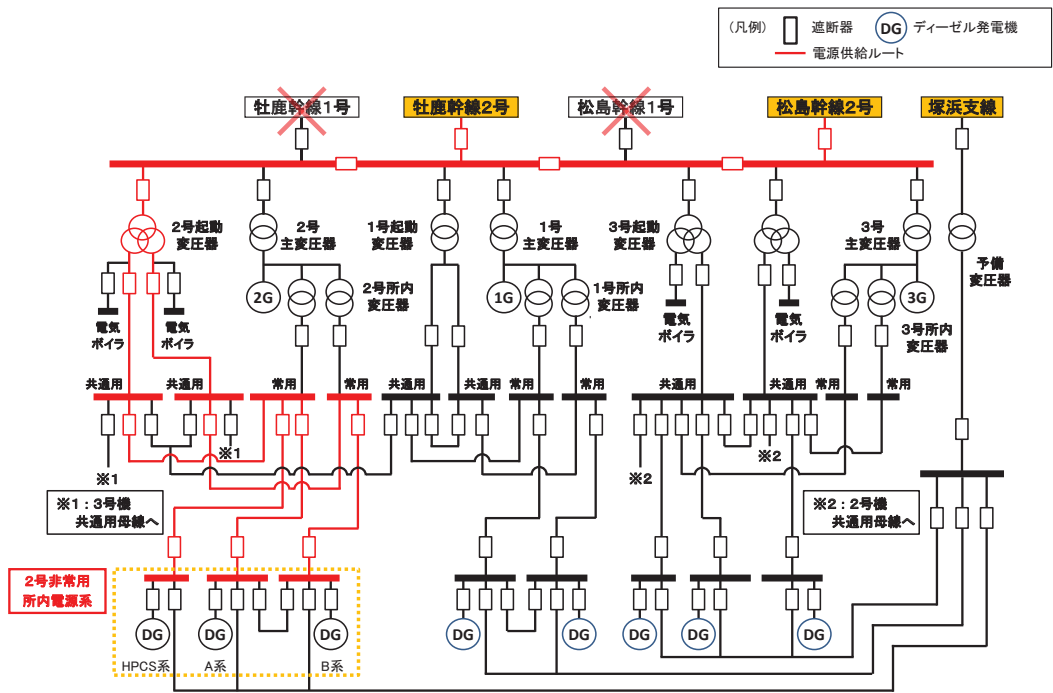 (凡例) 遮断器 DG ディーゼル発電機
電源供給ルート
牡鹿幹線1号 牡鹿幹線2号 松島幹線1号 松島幹線2号 塚浜支線
2号起動
変圧器
2号
主変圧器
1号起動
変圧器
1号
主変圧器
3号起動
変圧器
3号
主変圧器
予備
変圧器
2G
2号所内
変圧器
1G
1号所内
変圧器
3G
3号所内
変圧器
電気
ボイラ
電気
ボイラ
電気
ボイラ
電気
ボイラ
共通用 共通用 常用 常用 共通用 共通用 常用 常用 共通用 共通用 常用 常用
※1
※1
※2
※2
※1:3号機
共通用母線へ
※2:2号機
共通用母線へ
2号非常用
所内電源系
DG DG DG DG DG DG DG DG
HPCS系 A系 B系